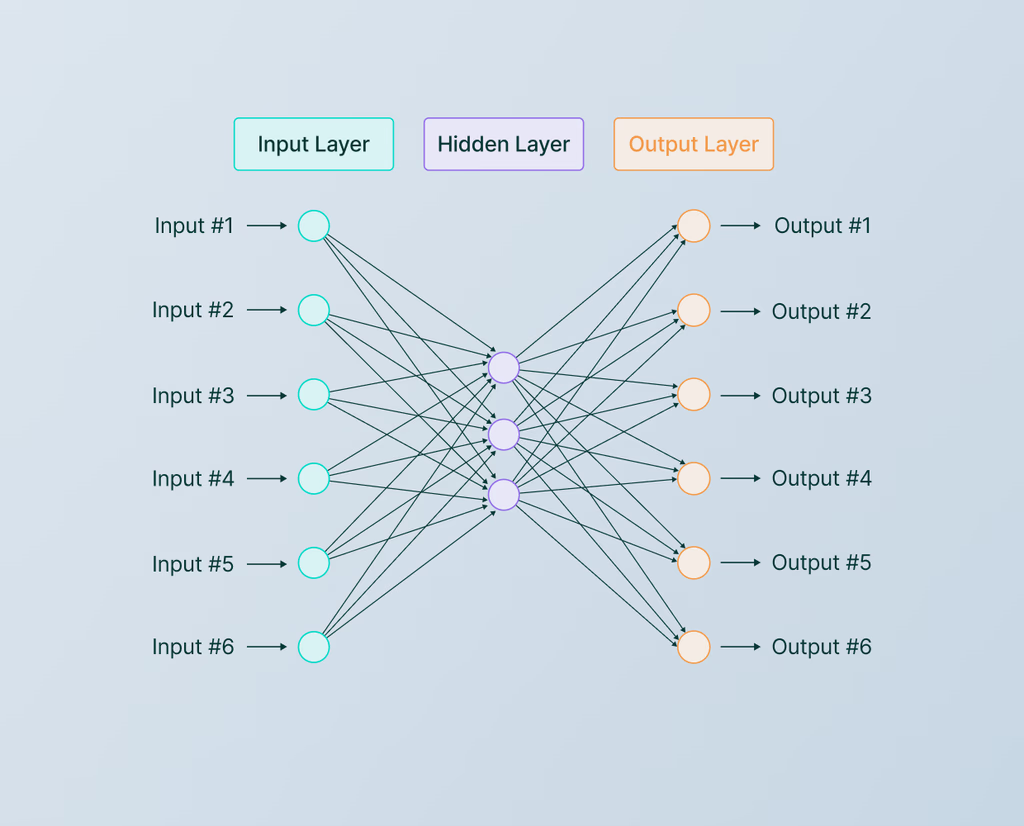 Input Layer
Hidden Layer
Output Layer
Input #1
Output #1
Input #2
Output #2
Input #3
Output #3
Input #4
Output #4
Input #5
Output #5
Input #6
Output #6